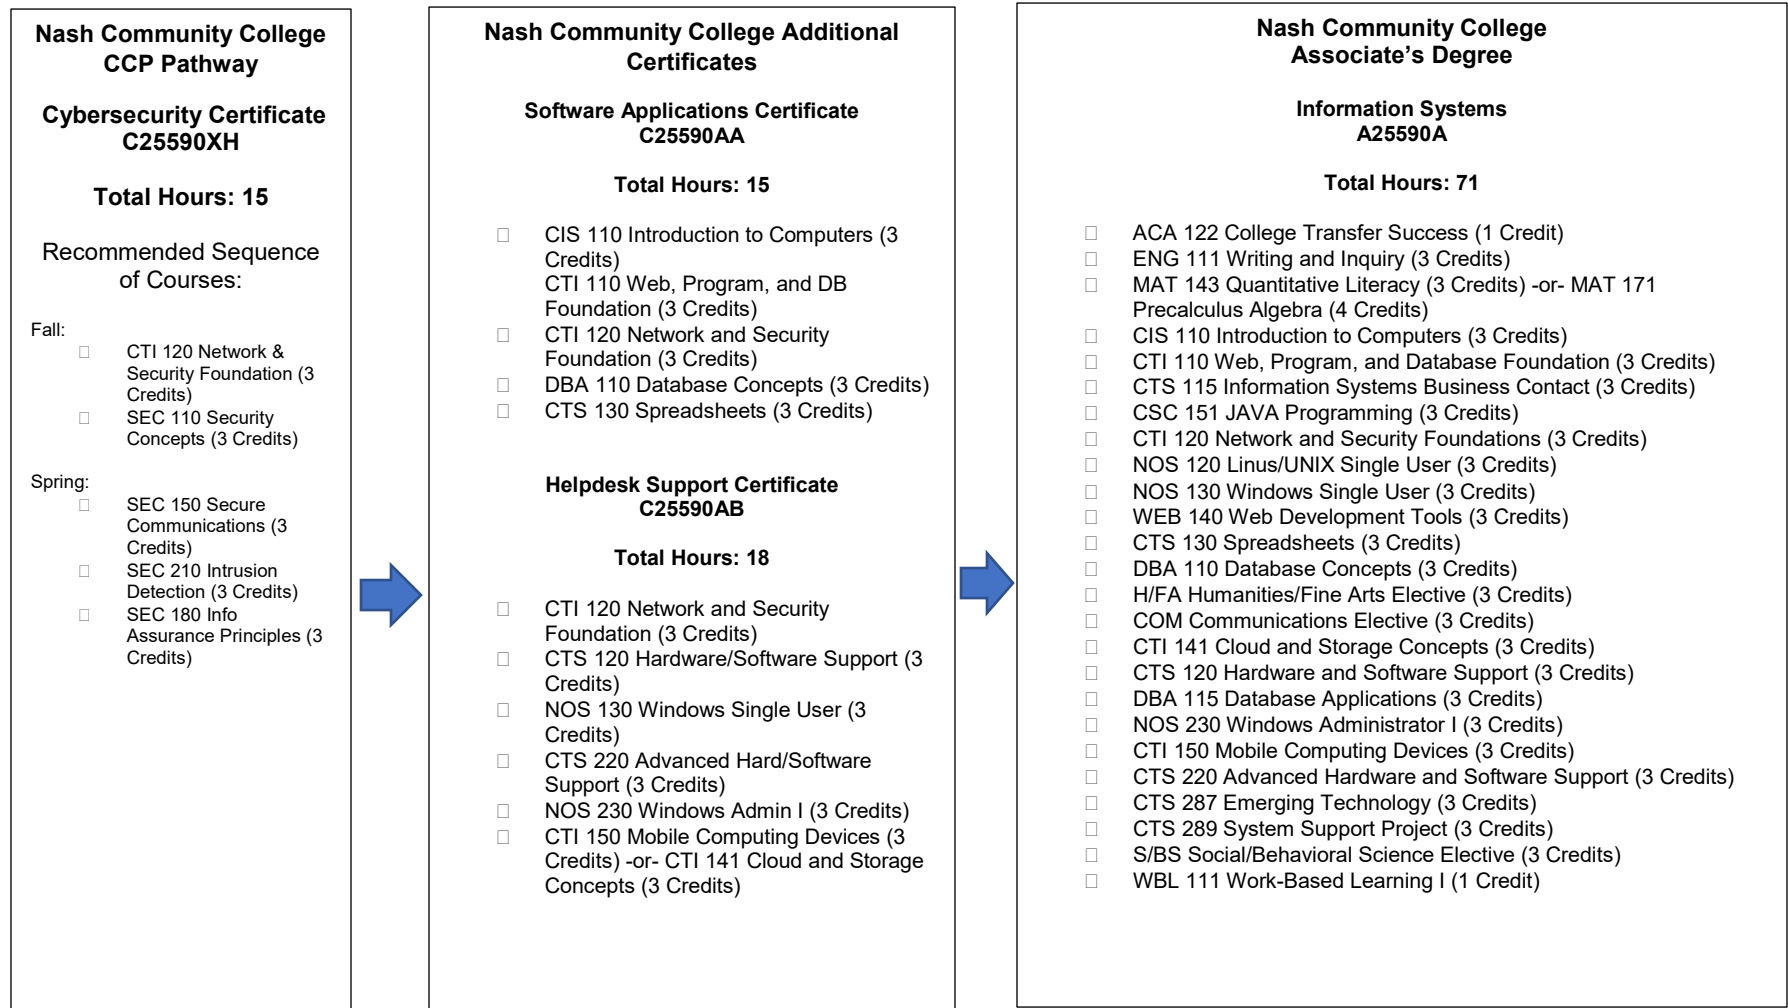 Nash Community College
CCP Pathway
Cybersecurity Certificate
C25590XH
Total Hours: 15
Recommended Sequence
of Courses:
Fall:
CTI 120 Network &
Security Foundation (3
Credits)
SEC 110 Security
Concepts (3 Credits)
Spring:
SEC 150 Secure
Communications (3
Credits)
SEC 210 Intrusion
Detection (3 Credits)
SEC 180 Info
Assurance Principles (3
Credits)
Nash Community College Additional
Certificates
Software Applications Certificate
C25590AA
Total Hours: 15
CIS 110 Introduction to Computers (3
Credits)
CTI 110 Web, Program, and DB
Foundation (3 Credits)
CTI 120 Network and Security
Foundation (3 Credits)
DBA 110 Database Concepts (3 Credits)
CTS 130 Spreadsheets (3 Credits)
Helpdesk Support Certificate
C25590AB
Total Hours: 18
CTI 120 Network and Security
Foundation (3 Credits)
CTS 120 Hardware/Software Support (3
Credits)
NOS 130 Windows Single User (3
Credits)
CTS 220 Advanced Hard/Software
Support (3 Credits)
NOS 230 Windows Admin I (3 Credits)
CTI 150 Mobile Computing Devices (3
Credits) -or- CTI 141 Cloud and Storage
Concepts (3 Credits)
Nash Community College
Associate's Degree
Information Systems
A25590A
Total Hours: 71
ACA 122 College Transfer Success (1 Credit)
ENG 111 Writing and Inquiry (3 Credits)
MAT 143 Quantitative Literacy (3 Credits) -or- MAT 171
Precalculus Algebra (4 Credits)
CIS 110 Introduction to Computers (3 Credits)
CTI 110 Web, Program, and Database Foundation (3 Credits)
CTS 115 Information Systems Business Contact (3 Credits)
CSC 151 JAVA Programming (3 Credits)
CTI 120 Network and Security Foundations (3 Credits)
NOS 120 Linus/UNIX Single User (3 Credits)
NOS 130 Windows Single User (3 Credits)
WEB 140 Web Development Tools (3 Credits)
CTS 130 Spreadsheets (3 Credits)
DBA 110 Database Concepts (3 Credits)
H/FA Humanities/Fine Arts Elective (3 Credits)
COM Communications Elective (3 Credits)
CTI 141 Cloud and Storage Concepts (3 Credits)
CTS 120 Hardware and Software Support (3 Credits)
DBA 115 Database Applications (3 Credits)
NOS 230 Windows Administrator I (3 Credits)
CTI 150 Mobile Computing Devices (3 Credits)
CTS 220 Advanced Hardware and Software Support (3 Credits)
CTS 287 Emerging Technology (3 Credits)
CTS 289 System Support Project (3 Credits)
S/BS Social/Behavioral Science Elective (3 Credits)
WBL 111 Work-Based Learning I (1 Credit)